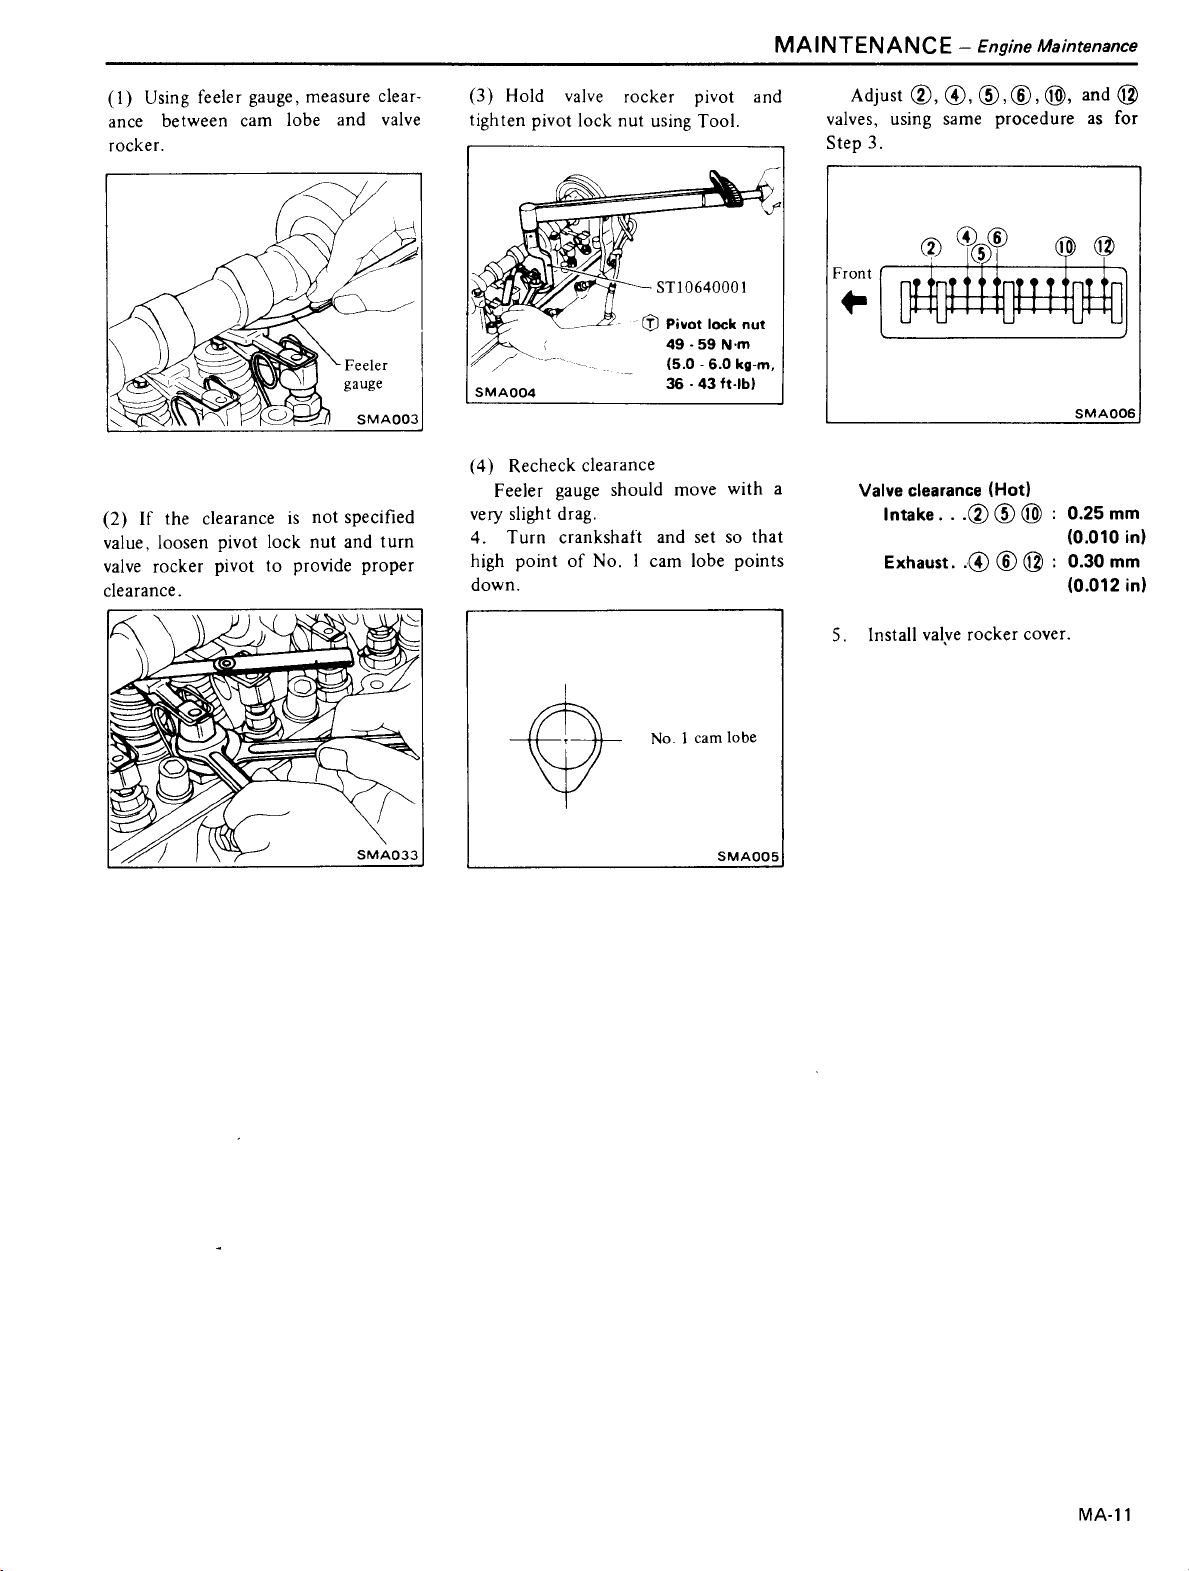 MAINTENANCE – Engine Maintenance
(1) Using feeler gauge, measure clear-
ance between cam lobe and valve
rocker.
Feeler
gauge
SMA003
(2) If the clearance is not specified
value, loosen pivot lock nut and turn
valve rocker pivot to provide proper
clearance.
SMA033
(3) Hold valve rocker pivot and
tighten pivot lock nut using Tool.
ST10640001
Ⓣ Pivot lock nut
49 - 59 N·m
(5.0 - 6.0 kg-m,
36 - 43 ft-lb)
SMA004
(4) Recheck clearance
Feeler gauge should move with a
very slight drag.
4. Turn crankshaft and set so that
high point of No. 1 cam lobe points
down.
No. 1 cam lobe
SMA005
Adjust ②, ④, ⑤, ⑥, ⑩, and ⑫
valves, using same procedure as for
Step 3.
② ④ ⑤ ⑥ ⑩ ⑫
Front
SMA006
Valve clearance (Hot)
Intake. . .② ⑤ ⑩ : 0.25 mm
(0.010 in)
Exhaust. .④ ⑥ ⑫ : 0.30 mm
(0.012 in)
5. Install valve rocker cover.
MA-11